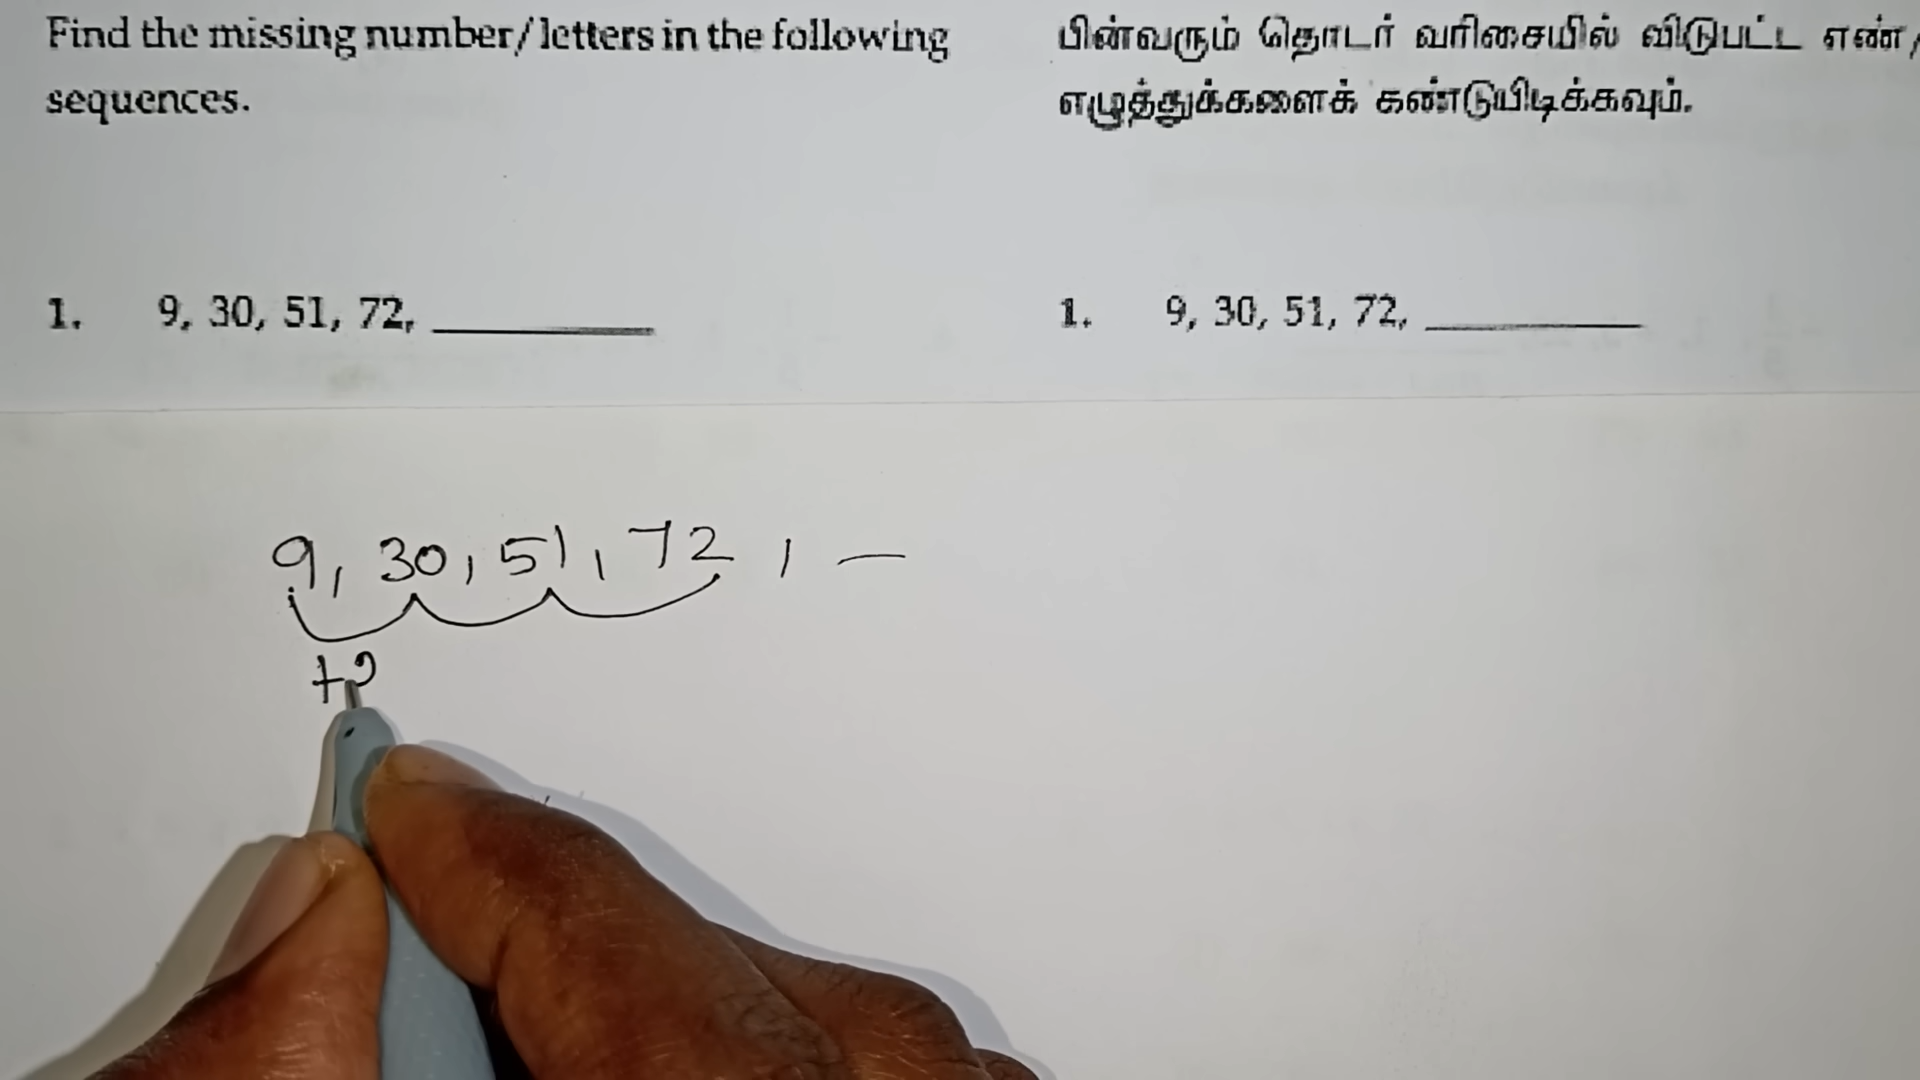 Find the missing number/letters in the following
sequences.
1. 9, 30, 51, 72, ________
பின்வரும் தொடர் வரிசையில் விடுபட்ட எண்/
எழுத்துக்களைக் கண்டுபிடிக்கவும்.
1. 9, 30, 51, 72, ________
9, 30, 51, 72, —